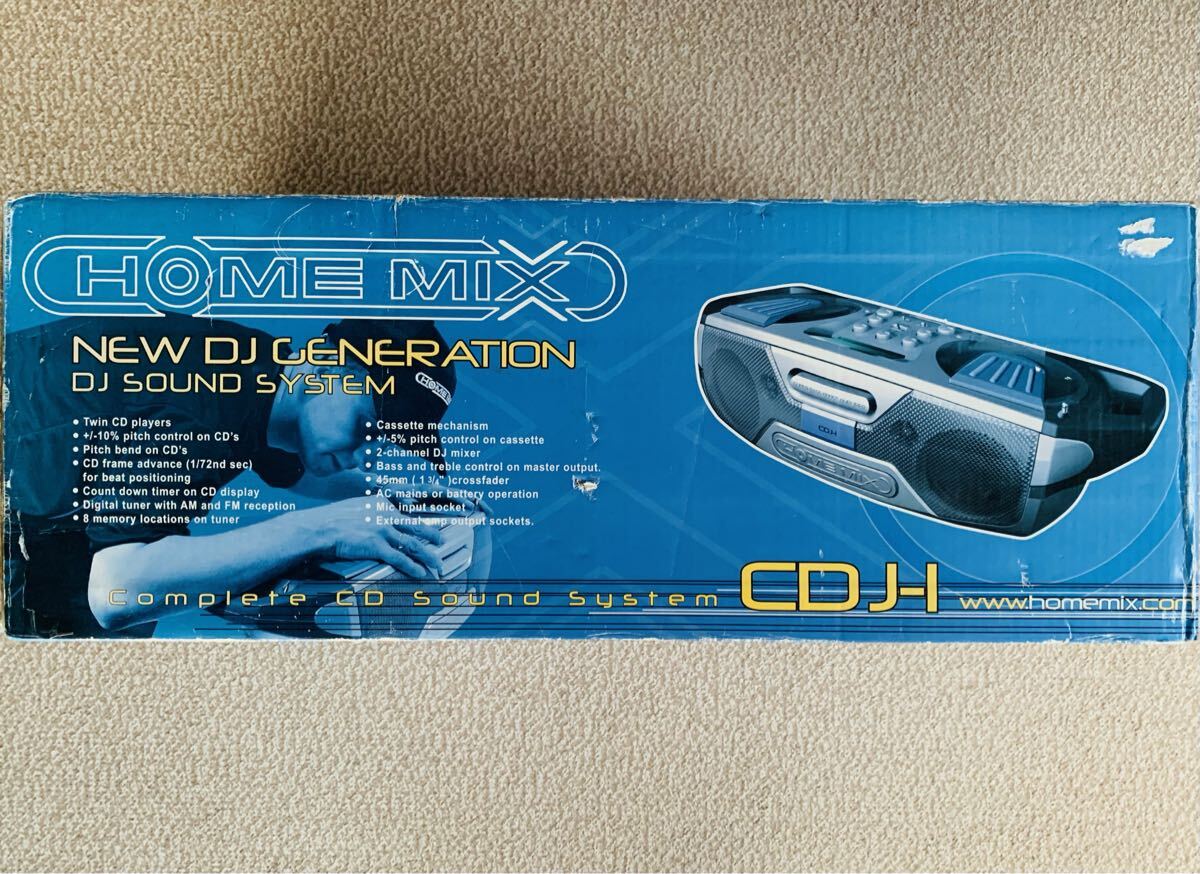 HOME MIX
NEW DJ GENERATION
DJ SOUND SYSTEM
HOME
• Twin CD players
• +/-10% pitch control on CD's
• Pitch bend on CD's
• CD frame advance (1/72nd sec)
for beat positioning
• Count down timer on CD display
• Digital tuner with AM and FM reception
• 8 memory locations on tuner
• Cassette mechanism
• +/-5% pitch control on cassette
• 2-channel DJ mixer
• Bass and treble control on master output.
• 45mm ( 1 3/4" )crossfader
• AC mains or battery operation
• Mic input socket
• External amp output sockets.
CDJ-1
HOME MIX
Complete CD Sound System CDJ-1 www.homemix.com